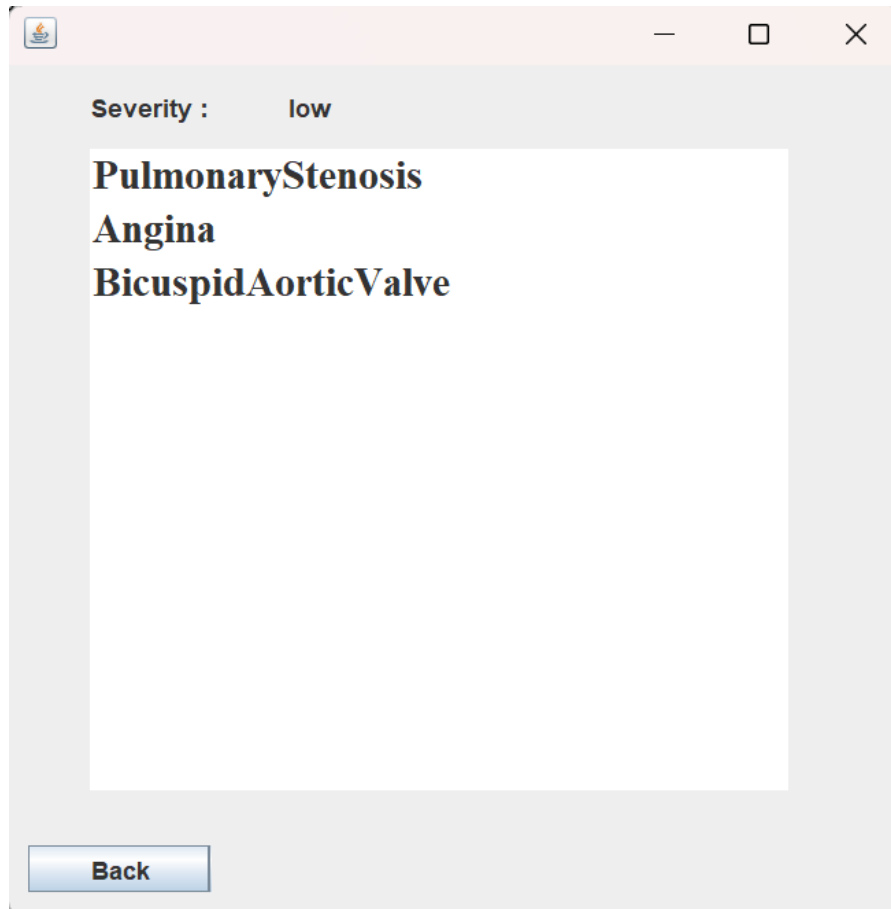 Severity : low
PulmonaryStenosis
Angina
BicuspidAorticValve
Back